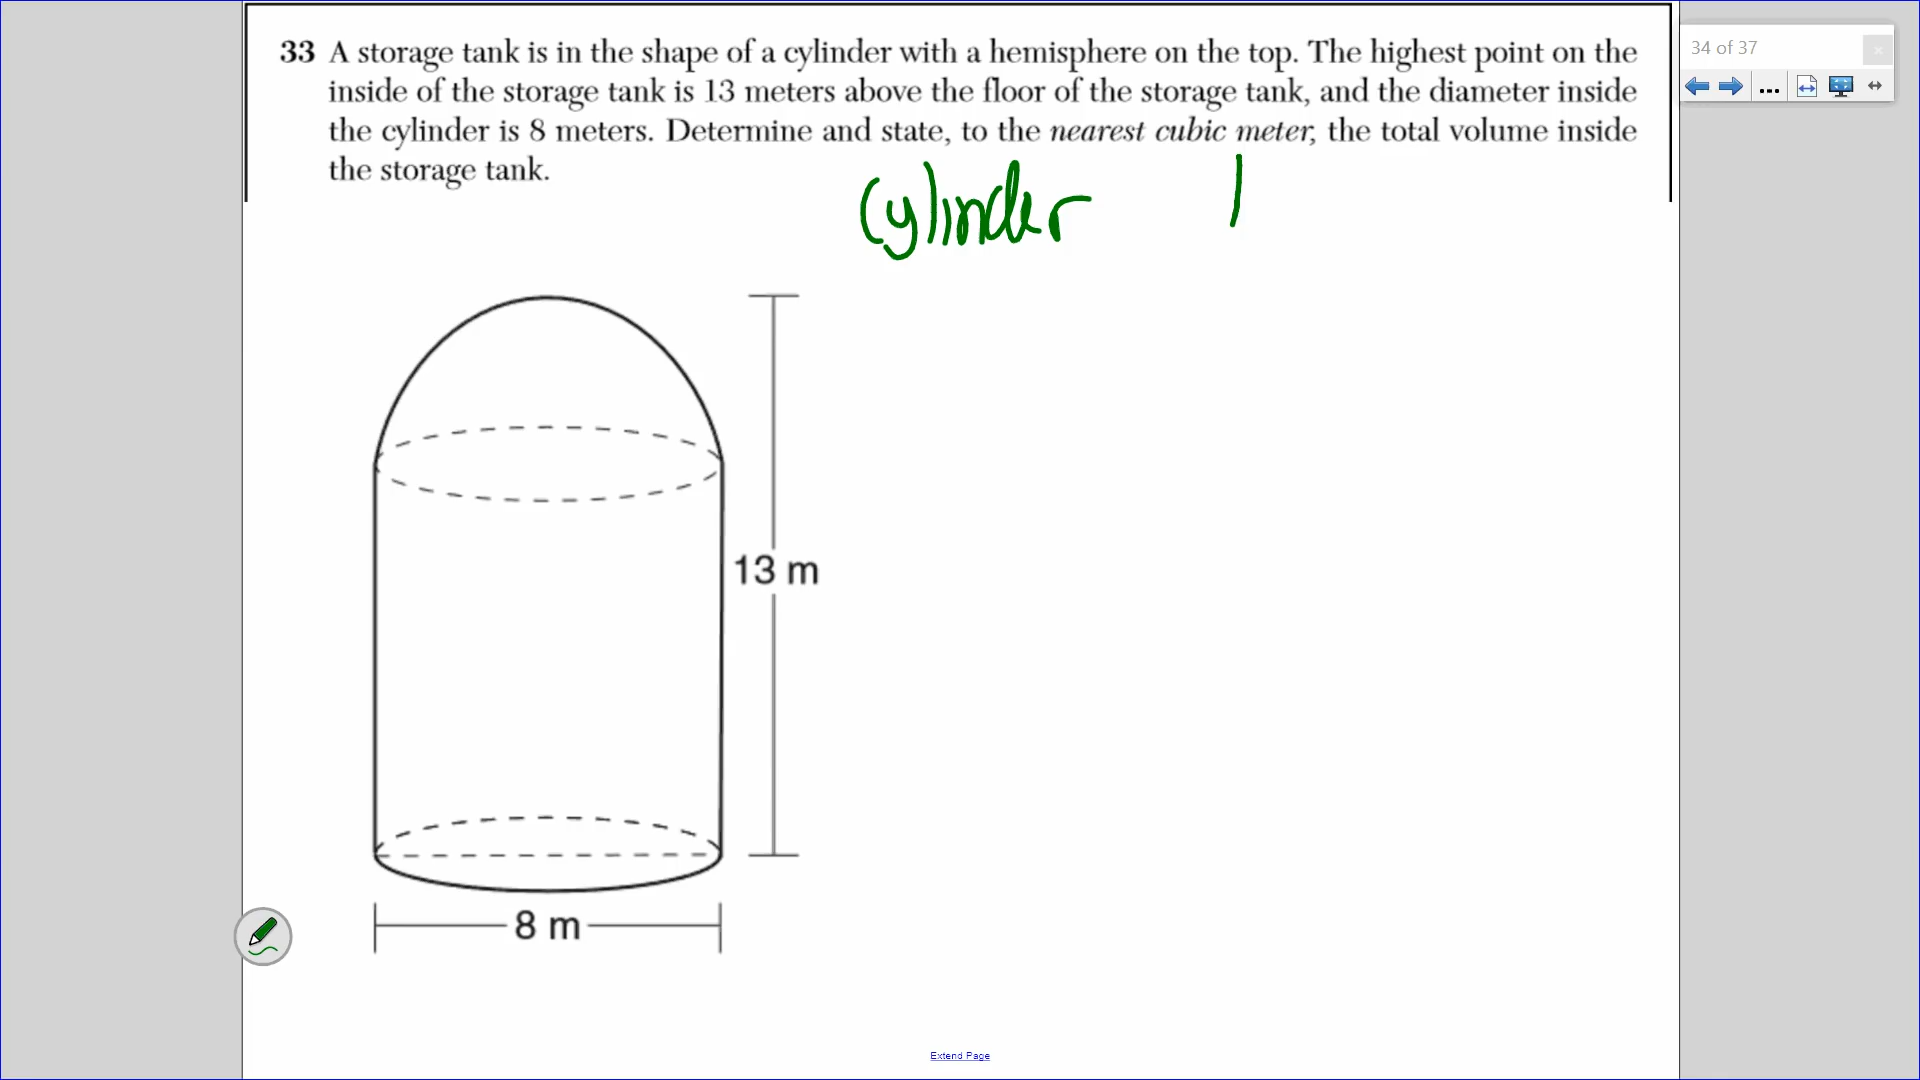 34 of 37
33 A storage tank is in the shape of a cylinder with a hemisphere on the top. The highest point on the
inside of the storage tank is 13 meters above the floor of the storage tank, and the diameter inside
the cylinder is 8 meters. Determine and state, to the nearest cubic meter, the total volume inside
the storage tank.
Cylinder
13 m
8 m
Extend Page